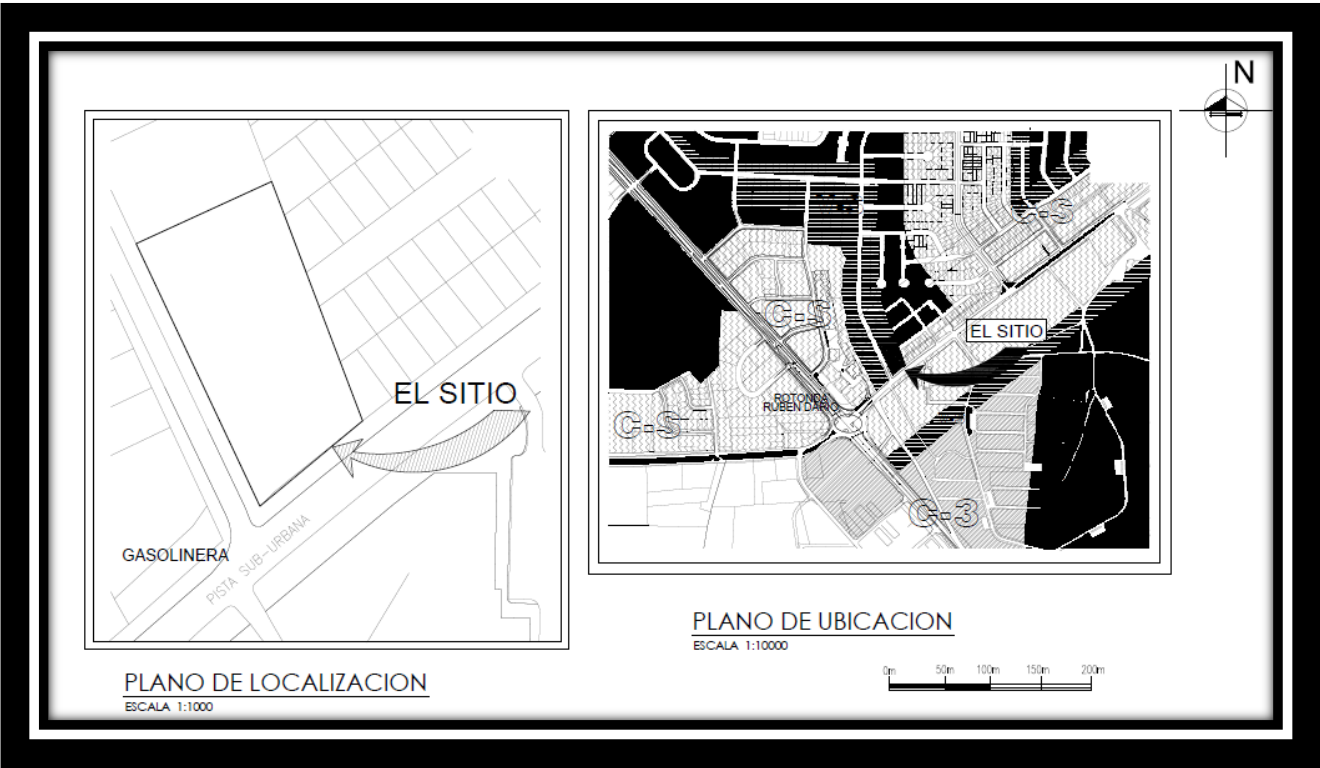 N
EL SITIO
GASOLINERA
PISTA SUB-URBANA
PLANO DE LOCALIZACION
ESCALA 1:1000
C-S
C-S
EL SITIO
ROTONDA
RUBEN DARIO
C-S
C-3
PLANO DE UBICACION
ESCALA 1:10000
0m 50m 100m 150m 200m